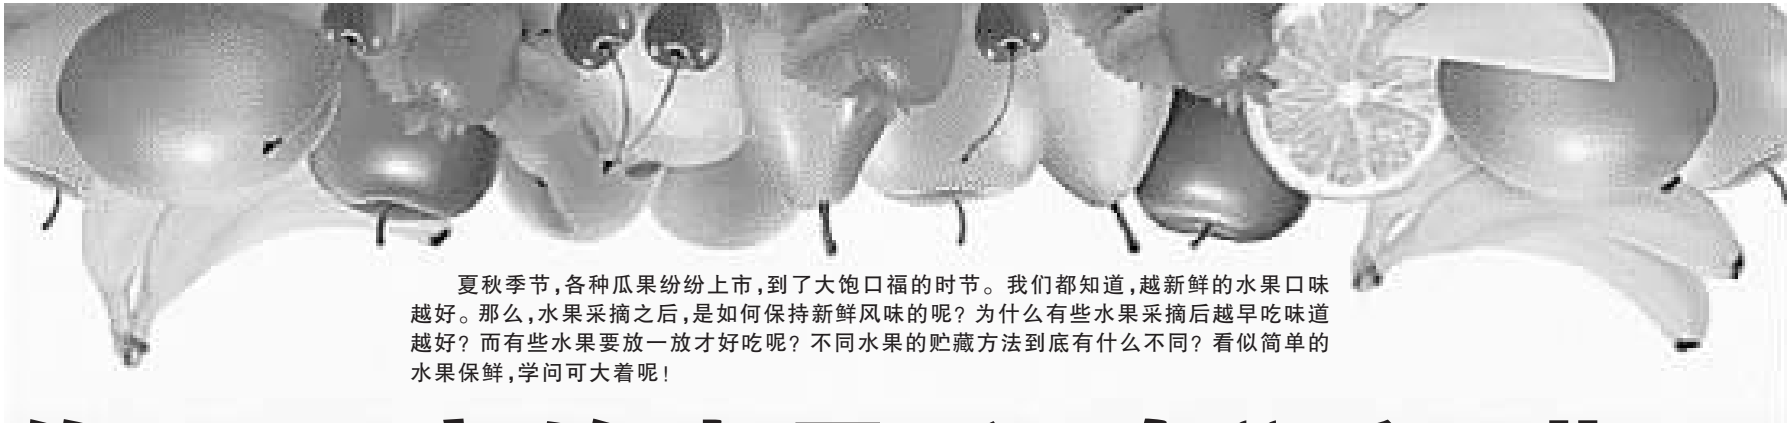 夏秋季节,各种瓜果纷纷上市,到了大饱口福的时节。我们都知道,越新鲜的水果口味
越好。那么,水果采摘之后,是如何保持新鲜风味的呢?为什么有些水果采摘后越早吃味道
越好?而有些水果要放一放才好吃呢?不同水果的贮藏方法到底有什么不同?看似简单的
水果保鲜,学问可大着呢!